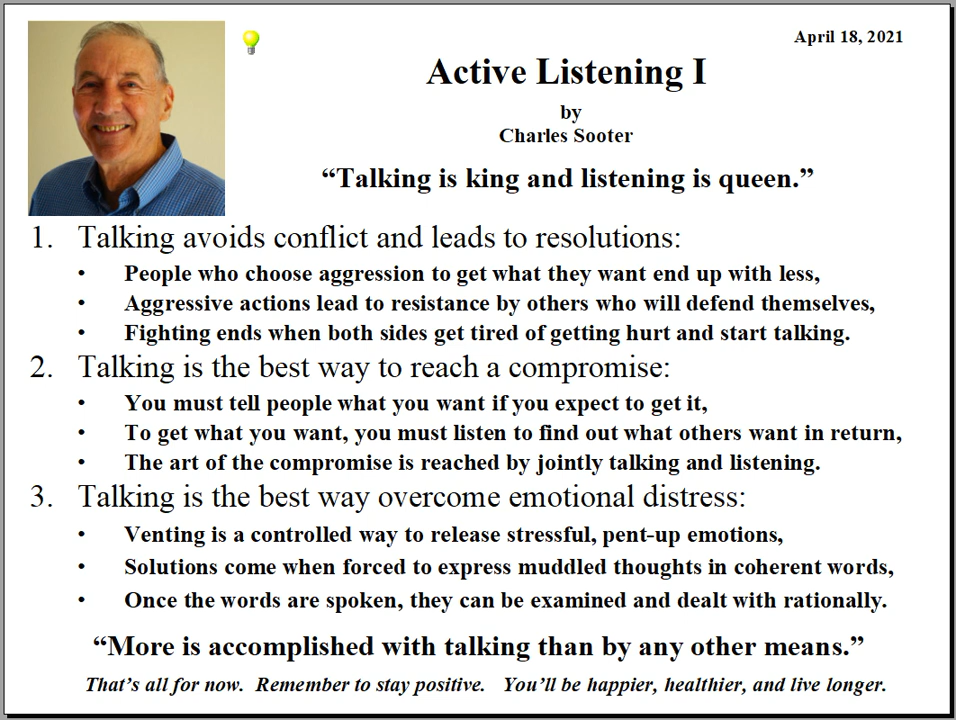 April 18, 2021
Active Listening I
by
Charles Sooter
“Talking is king and listening is queen.”
1. Talking avoids conflict and leads to resolutions:
• People who choose aggression to get what they want end up with less,
• Aggressive actions lead to resistance by others who will defend themselves,
• Fighting ends when both sides get tired of getting hurt and start talking.
2. Talking is the best way to reach a compromise:
• You must tell people what you want if you expect to get it,
• To get what you want, you must listen to find out what others want in return,
• The art of the compromise is reached by jointly talking and listening.
3. Talking is the best way overcome emotional distress:
• Venting is a controlled way to release stressful, pent-up emotions,
• Solutions come when forced to express muddled thoughts in coherent words,
• Once the words are spoken, they can be examined and dealt with rationally.
“More is accomplished with talking than by any other means.”
That’s all for now. Remember to stay positive. You’ll be happier, healthier, and live longer.